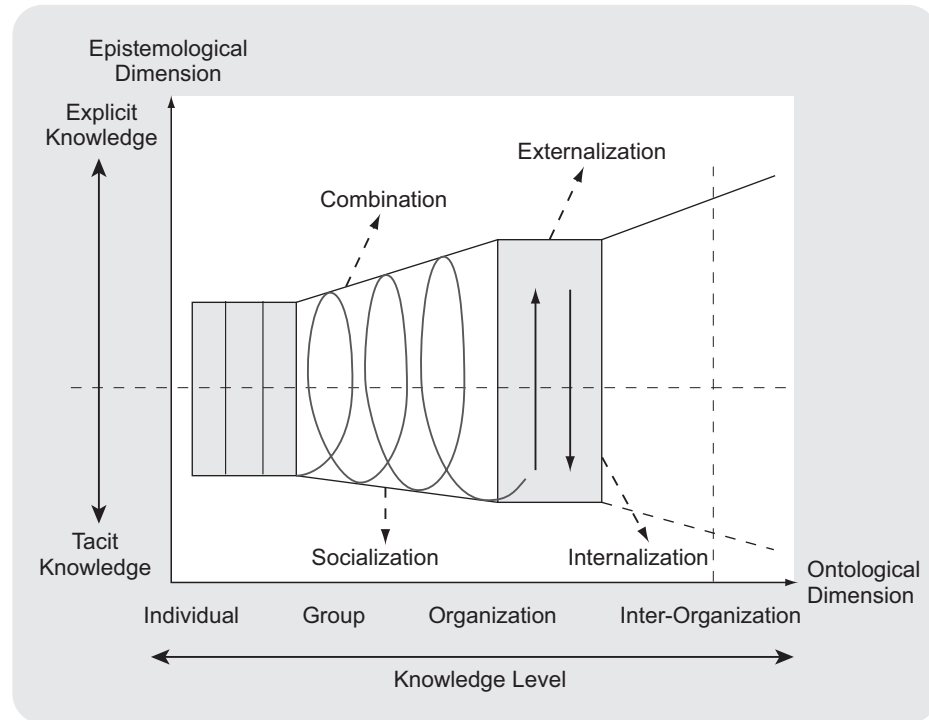 Epistemological
Dimension
Explicit
Knowledge
Externalization
Combination
Tacit
Knowledge
Socialization
Internalization
Ontological
Dimension
Individual
Group
Organization
Inter-Organization
Knowledge Level